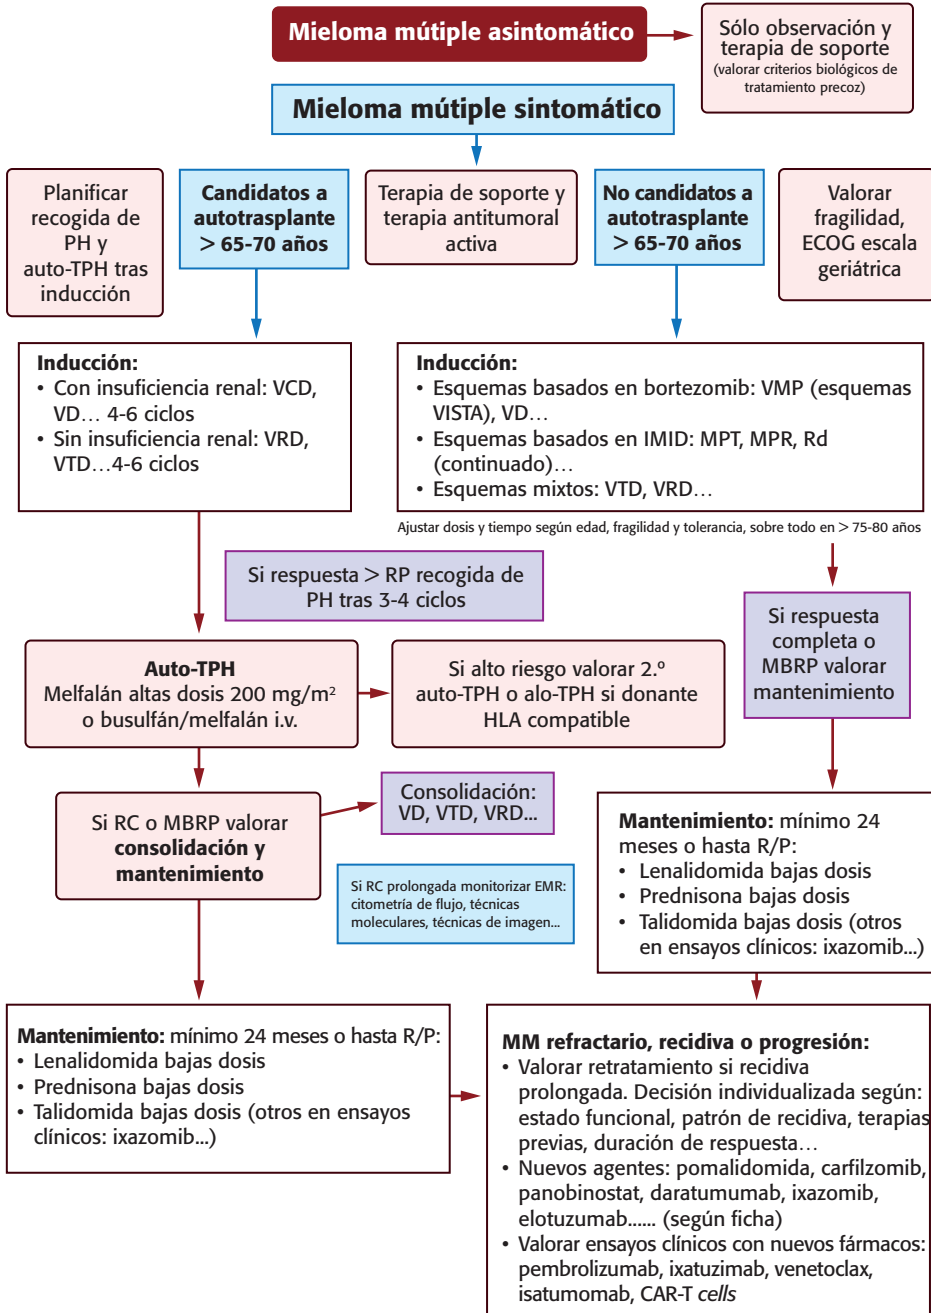 Mieloma mútiple asintomático
Sólo observación y
terapia de soporte
(valorar criterios biológicos de
tratamiento precoz)
Mieloma mútiple sintomático
Planificar
recogida de
PH y
auto-TPH tras
inducción
Candidatos a
autotrasplante
> 65-70 años
Terapia de soporte y
terapia antitumoral
activa
No candidatos a
autotrasplante
> 65-70 años
Valorar
fragilidad,
ECOG escala
geriátrica
Inducción:
• Con insuficiencia renal: VCD,
VD… 4-6 ciclos
• Sin insuficiencia renal: VRD,
VTD…4-6 ciclos
Inducción:
• Esquemas basados en bortezomib: VMP (esquemas
VISTA), VD…
• Esquemas basados en IMID: MPT, MPR, Rd
(continuado)…
• Esquemas mixtos: VTD, VRD…
Ajustar dosis y tiempo según edad, fragilidad y tolerancia, sobre todo en > 75-80 años
Si respuesta > RP recogida de
PH tras 3-4 ciclos
Si respuesta
completa o
MBRP valorar
mantenimiento
Auto-TPH
Melfalán altas dosis 200 mg/m²
o busulfán/melfalán i.v.
Si alto riesgo valorar 2.º
auto-TPH o alo-TPH si donante
HLA compatible
Si RC o MBRP valorar
consolidación y
mantenimiento
Consolidación:
VD, VTD, VRD...
Si RC prolongada monitorizar EMR:
citometría de flujo, técnicas
moleculares, técnicas de imagen...
Mantenimiento: mínimo 24
meses o hasta R/P:
• Lenalidomida bajas dosis
• Prednisona bajas dosis
• Talidomida bajas dosis (otros
en ensayos clínicos: ixazomib...)
Mantenimiento: mínimo 24 meses o hasta R/P:
• Lenalidomida bajas dosis
• Prednisona bajas dosis
• Talidomida bajas dosis (otros en ensayos
clínicos: ixazomib...)
MM refractario, recidiva o progresión:
• Valorar retratamiento si recidiva
prolongada. Decisión individualizada según:
estado funcional, patrón de recidiva, terapias
previas, duración de respuesta…
• Nuevos agentes: pomalidomida, carfilzomib,
panobinostat, daratumumab, ixazomib,
elotuzumab...... (según ficha)
• Valorar ensayos clínicos con nuevos fármacos:
pembrolizumab, ixatuzimab, venetoclax,
isatumomab, CAR-T cells